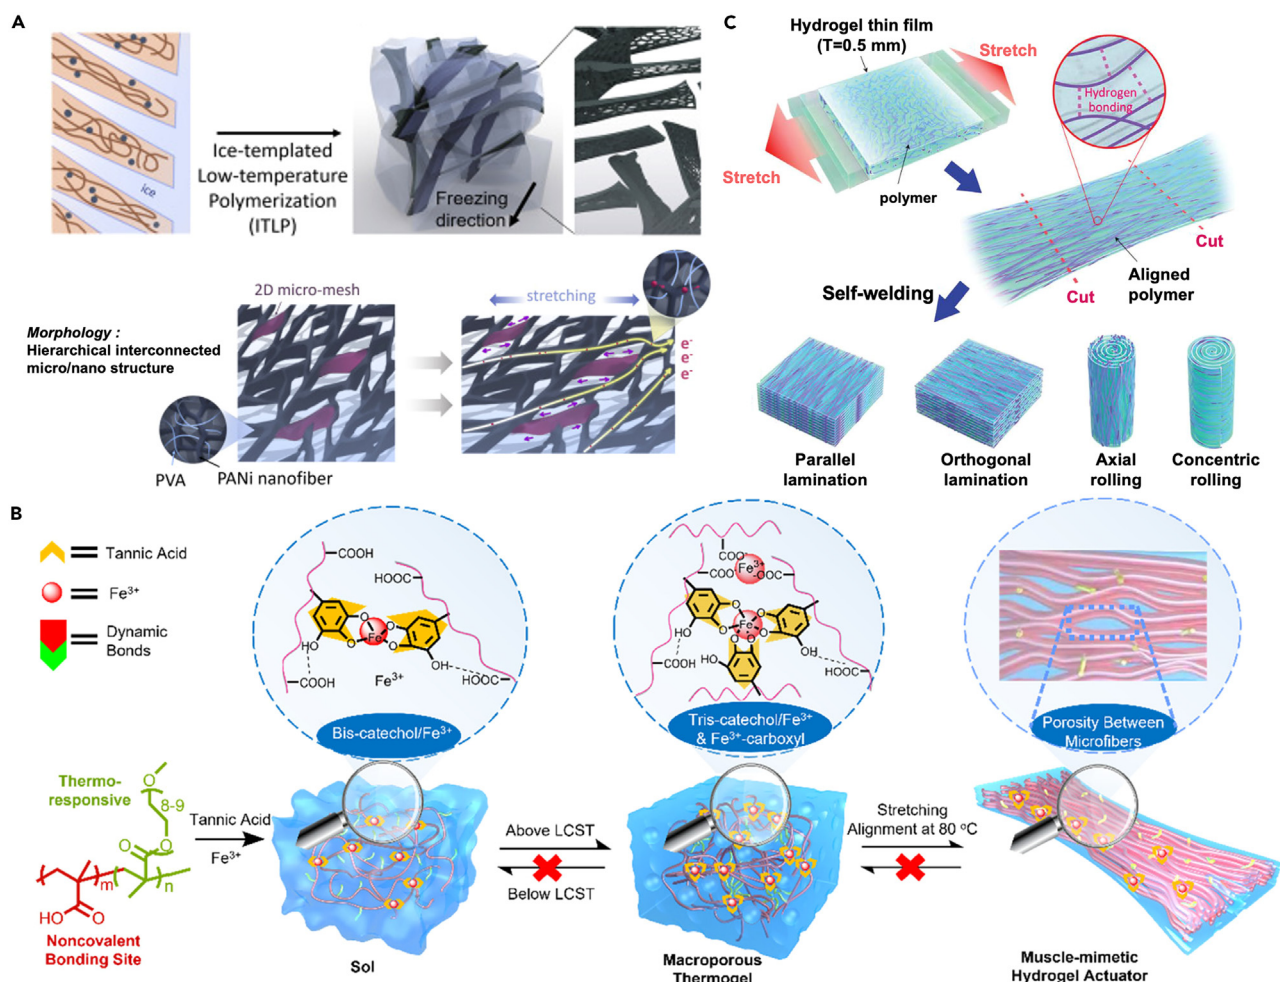 A
ice
Ice-templated
Low-temperature
Polymerization
(ITLP)
Freezing
direction
Morphology :
Hierarchical interconnected
micro/nano structure
2D micro-mesh
stretching
e-
e-
e-
PVA
PANi nanofiber
C
Hydrogel thin film
(T=0.5 mm)
Stretch
Stretch
polymer
Hydrogen
bonding
Cut
Cut
Aligned
polymer
Self-welding
Parallel
lamination
Orthogonal
lamination
Axial
rolling
Concentric
rolling
B
Tannic Acid
Fe3+
Dynamic
Bonds
COOH
HOOC
O
O
O
O
Fe
HO
OH
COOH
HOOC
Fe3+
Bis-catechol/Fe3+
COO
COO
Fe3+
-OOC
O
O
O
O
O
O
Fe
HO
OH
HO
COOH
HOOC
Tris-catechol/Fe3+
& Fe3+-carboxyl
Porosity Between
Microfibers
Thermo-
responsive
O
8-9
O
O
m
n
HO
O
Noncovalent
Bonding Site
Tannic Acid
Fe3+
Sol
Above LCST
Below LCST
Macroporous
Thermogel
Stretching
Alignment at 80 °C
Muscle-mimetic
Hydrogel Actuator